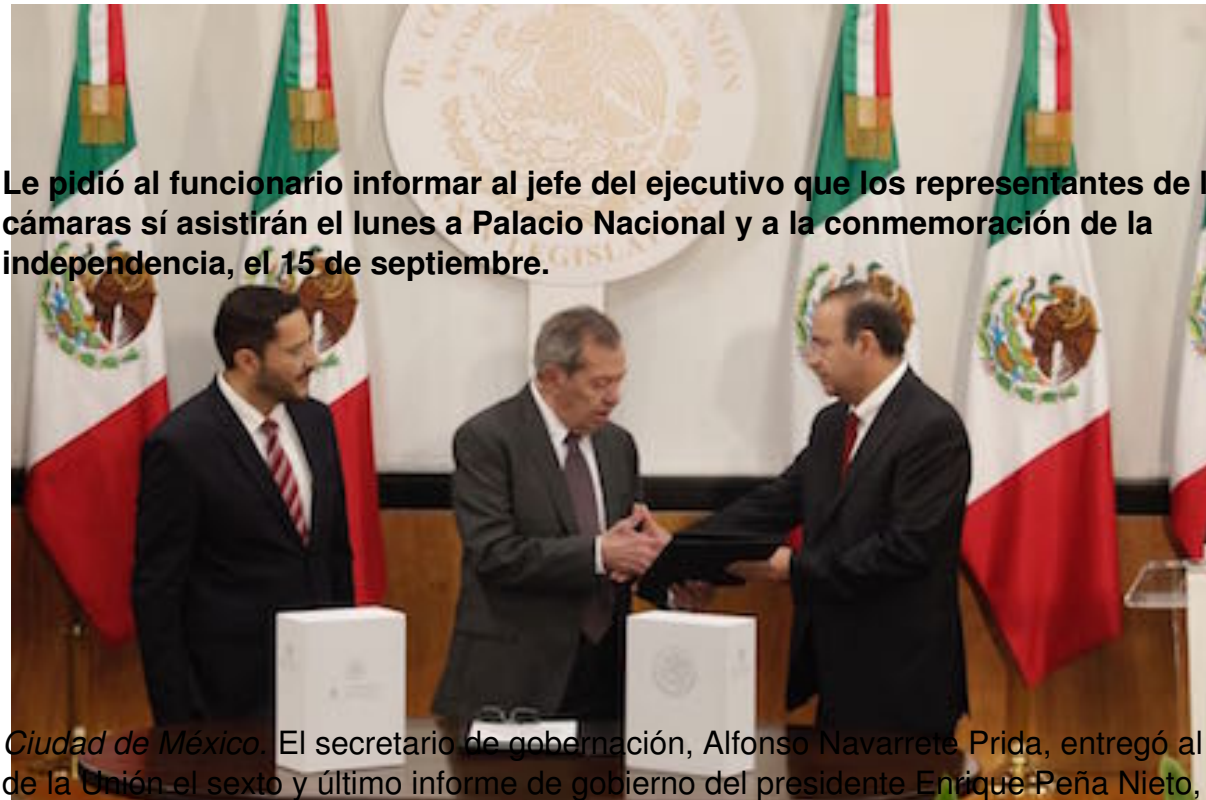 Le pidió al funcionario informar al jefe del ejecutivo que los representantes de
cámaras sí asistirán el lunes a Palacio Nacional y a la conmemoración de la
independencia, el 15 de septiembre.
Ciudad de México. El secretario de gobernación, Alfonso Navarrete Prida, entregó al
de la Unión el sexto y último informe de gobierno del presidente Enrique Peña Nieto,